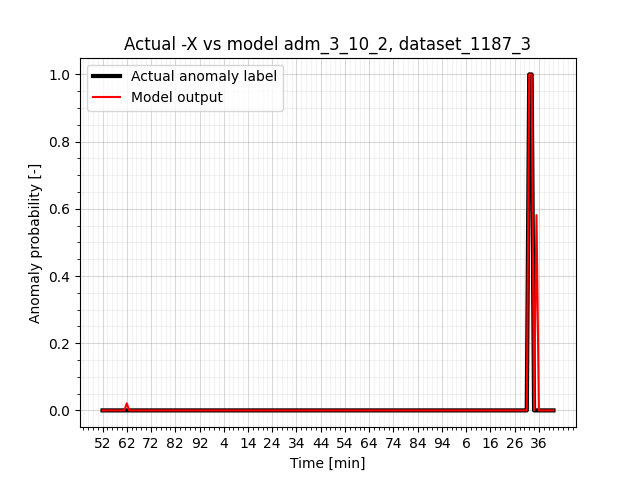 Actual -X vs model adm_3_10_2, dataset_1187_3
Actual anomaly label
Model output
1.0
0.8
0.6
0.4
0.2
0.0
Anomaly probability [-]
52 62 72 82 92 4 14 24 34 44 54 64 74 84 94 6 16 26 36
Time [min]